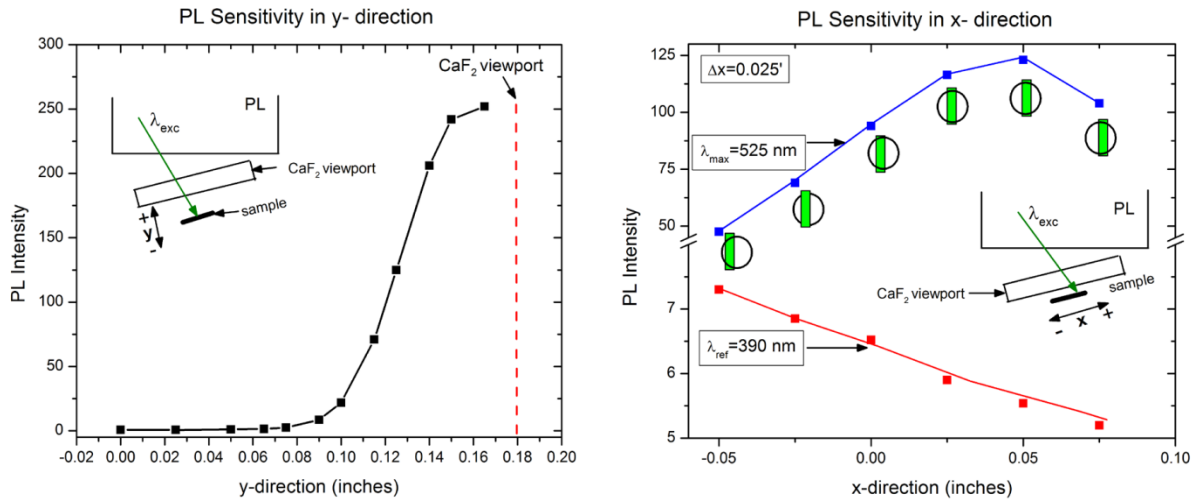 PL Sensitivity in y- direction
300
250
200
150
100
50
0
PL Intensity
CaF₂ viewport
PL
λexc
CaF₂ viewport
sample
+
y
-
-0.02 0.00 0.02 0.04 0.06 0.08 0.10 0.12 0.14 0.16 0.18 0.20
y-direction (inches)
PL Sensitivity in x- direction
125
100
75
50
7
6
5
PL Intensity
Δx=0.025'
λmax=525 nm
PL
λexc
sample
CaF₂ viewport
- x +
λref=390 nm
-0.05 0.00 0.05 0.10
x-direction (inches)